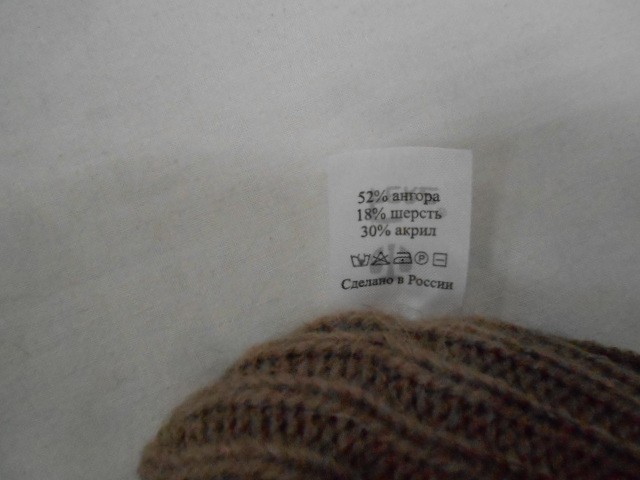 52% ангора
18% шерсть
30% акрил
P
Сделано в России